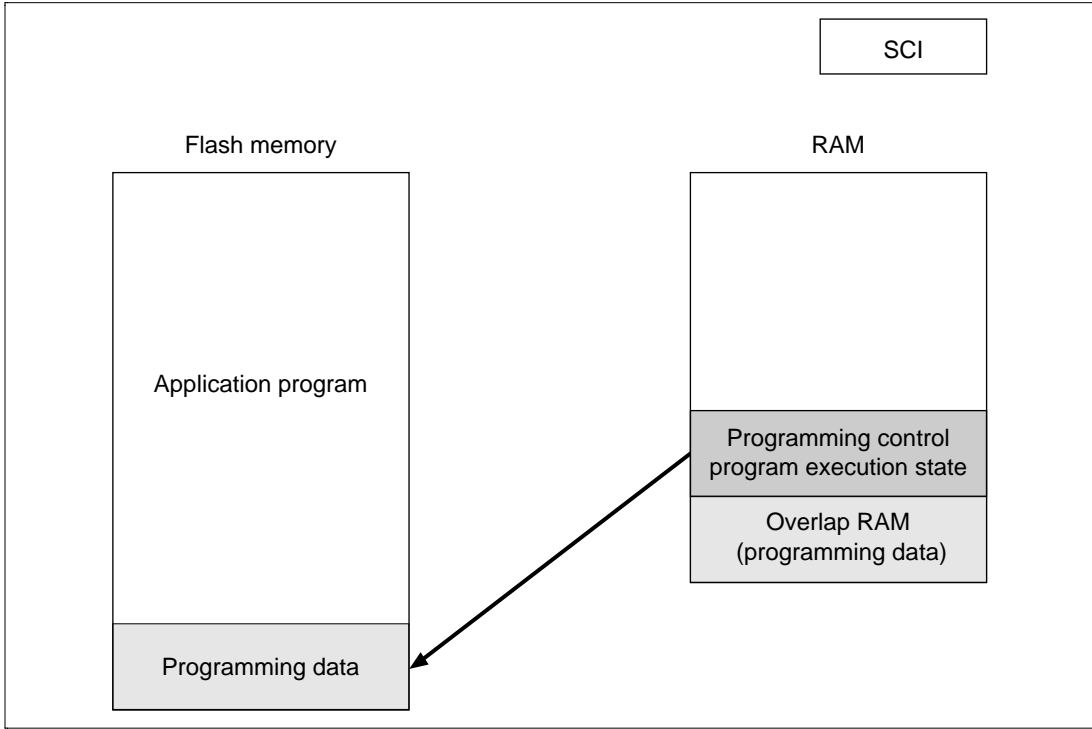 SCI
Flash memory
RAM
Application program
Programming control
program execution state
Overlap RAM
(programming data)
Programming data